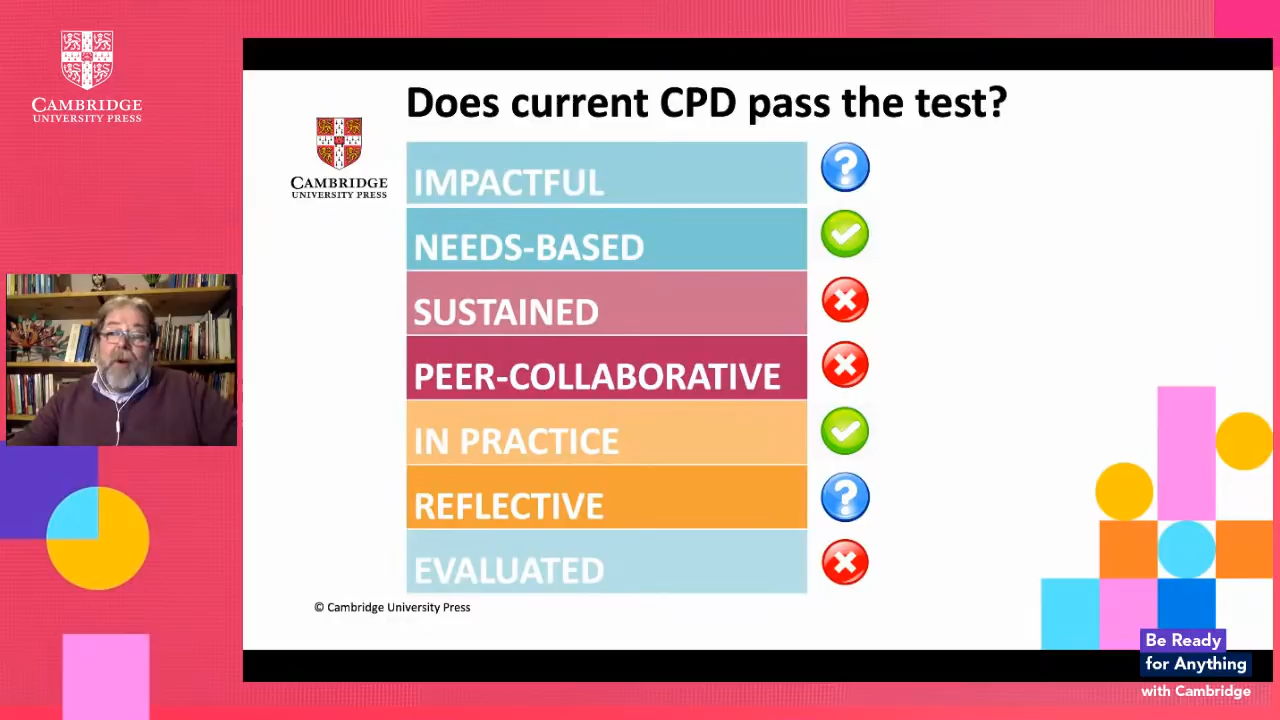 CAMBRIDGE
UNIVERSITY PRESS
Does current CPD pass the test?
CAMBRIDGE
UNIVERSITY PRESS
IMPACTFUL
NEEDS-BASED
SUSTAINED
PEER-COLLABORATIVE
IN PRACTICE
REFLECTIVE
EVALUATED
© Cambridge University Press
Be Ready
for Anything
with Cambridge